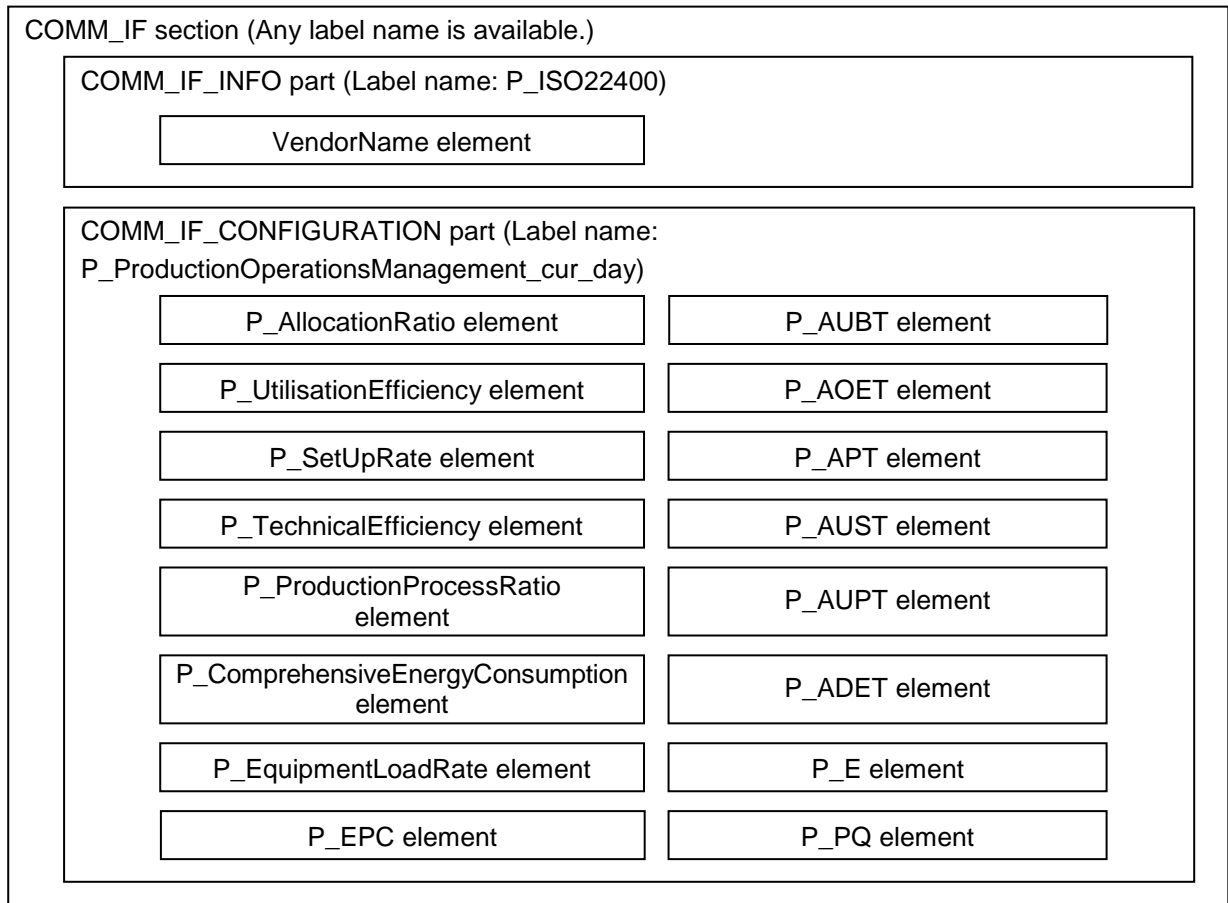 COMM_IF section (Any label name is available.)
COMM_IF_INFO part (Label name: P_ISO22400)
VendorName element
COMM_IF_CONFIGURATION part (Label name:
P_ProductionOperationsManagement_cur_day)
P_AllocationRatio element
P_AUBT element
P_UtilisationEfficiency element
P_AOET element
P_SetUpRate element
P_APT element
P_TechnicalEfficiency element
P_AUST element
P_ProductionProcessRatio
element
P_AUPT element
P_ComprehensiveEnergyConsumption
element
P_ADET element
P_EquipmentLoadRate element
P_E element
P_EPC element
P_PQ element